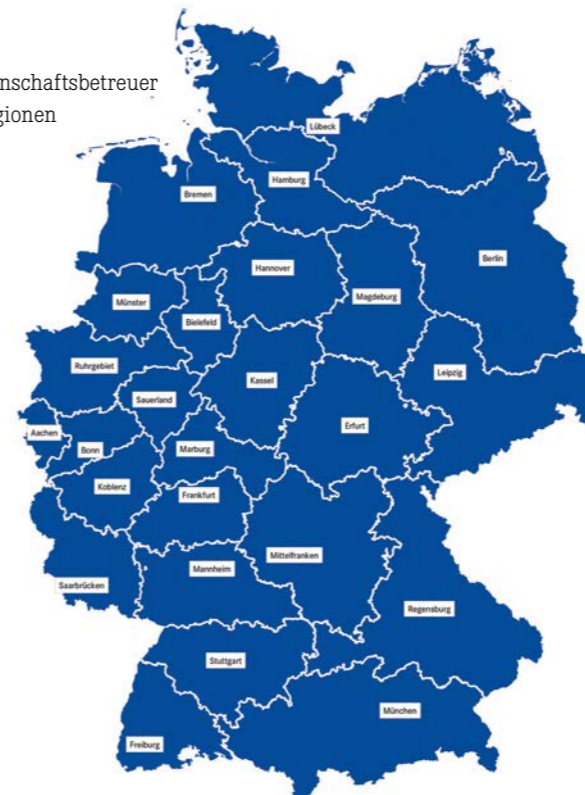 nschaftsbetreuer
gionen
Lübeck
Hamburg
Bremen
Berlin
Hannover
Magdeburg
Münster
Bielefeld
Ruhrgebiet
Leipzig
Kassel
Sauerland
Erfurt
Aachen
Bonn
Marburg
Koblenz
Frankfurt
Mittelfranken
Mannheim
Saarbrücken
Regensburg
Stuttgart
München
Freiburg